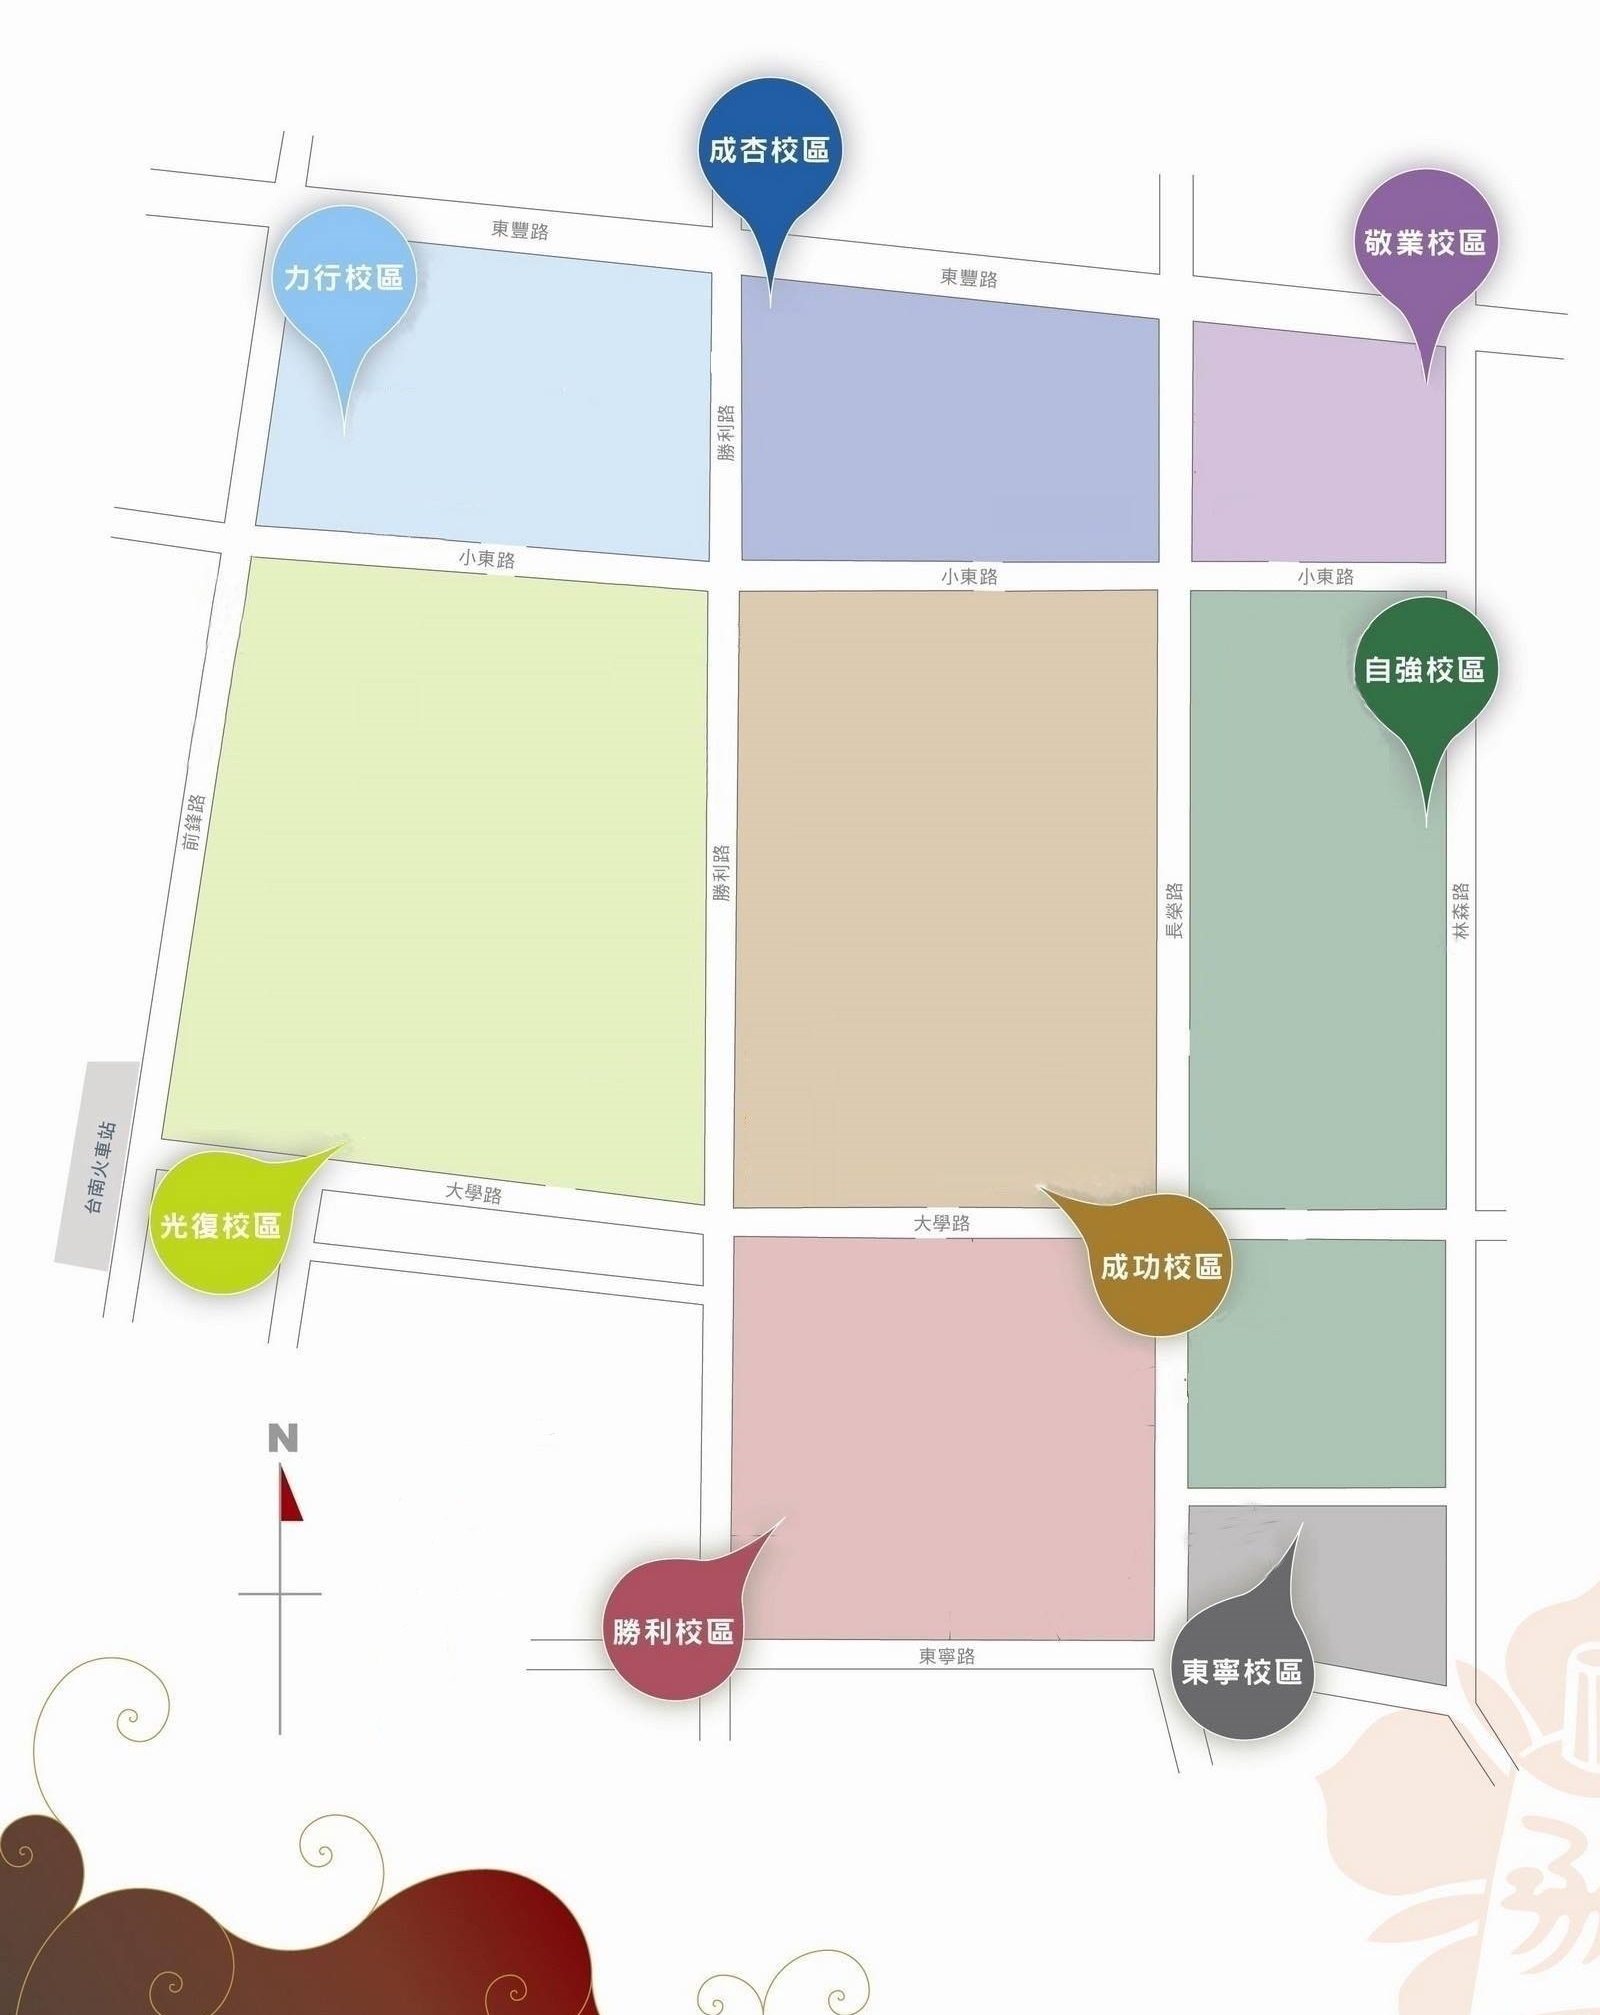 成杏校區
敬業校區
力行校區
東豐路
東豐路
勝利路
小東路
小東路
小東路
自強校區
前鋒路
勝利路
長榮路
林森路
台南火車站
光復校區
大學路
大學路
成功校區
N
勝利校區
東寧路
東寧校區